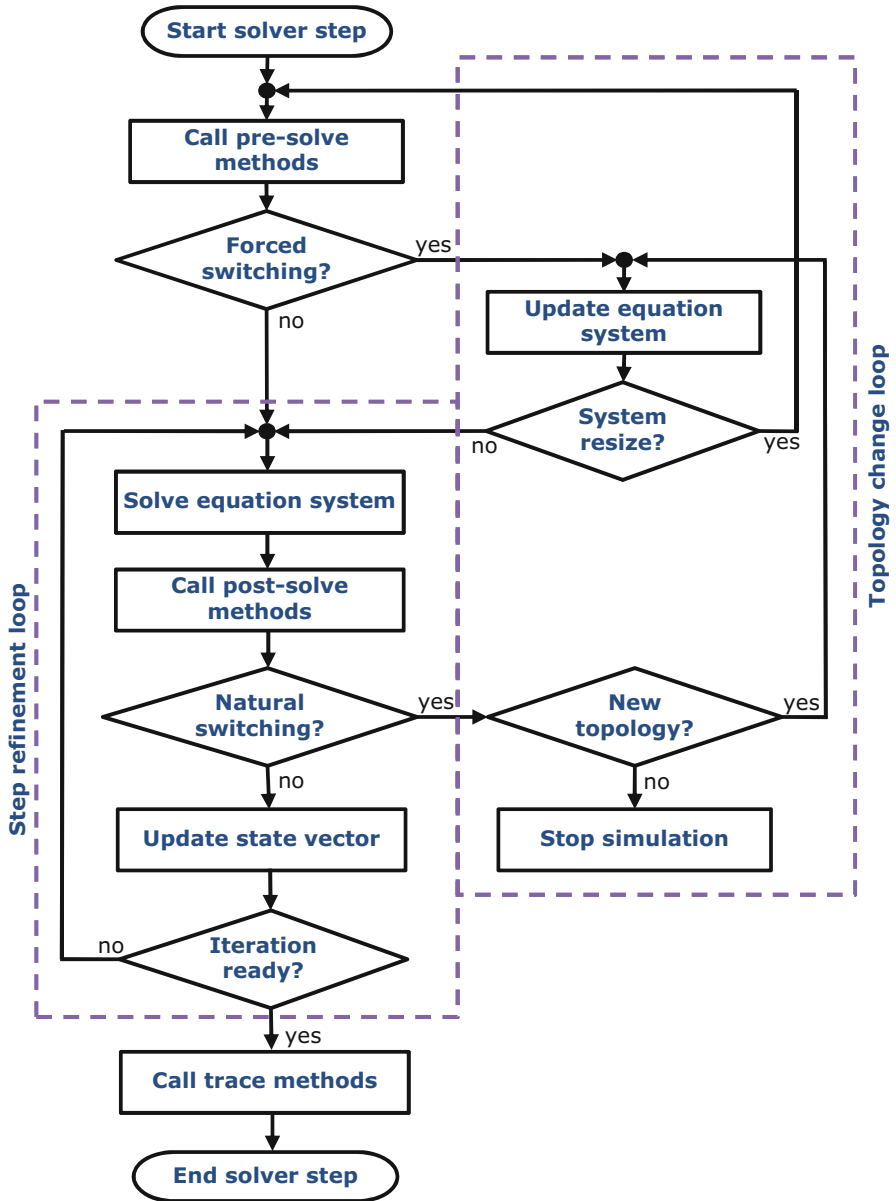 Start solver step
Call pre-solve
methods
Forced
switching?
yes
no
Update equation
system
System
resize?
no
yes
Topology change loop
Step refinement loop
Solve equation system
Call post-solve
methods
Natural
switching?
yes
no
New
topology?
yes
no
Update state vector
Stop simulation
Iteration
ready?
no
yes
Call trace methods
End solver step